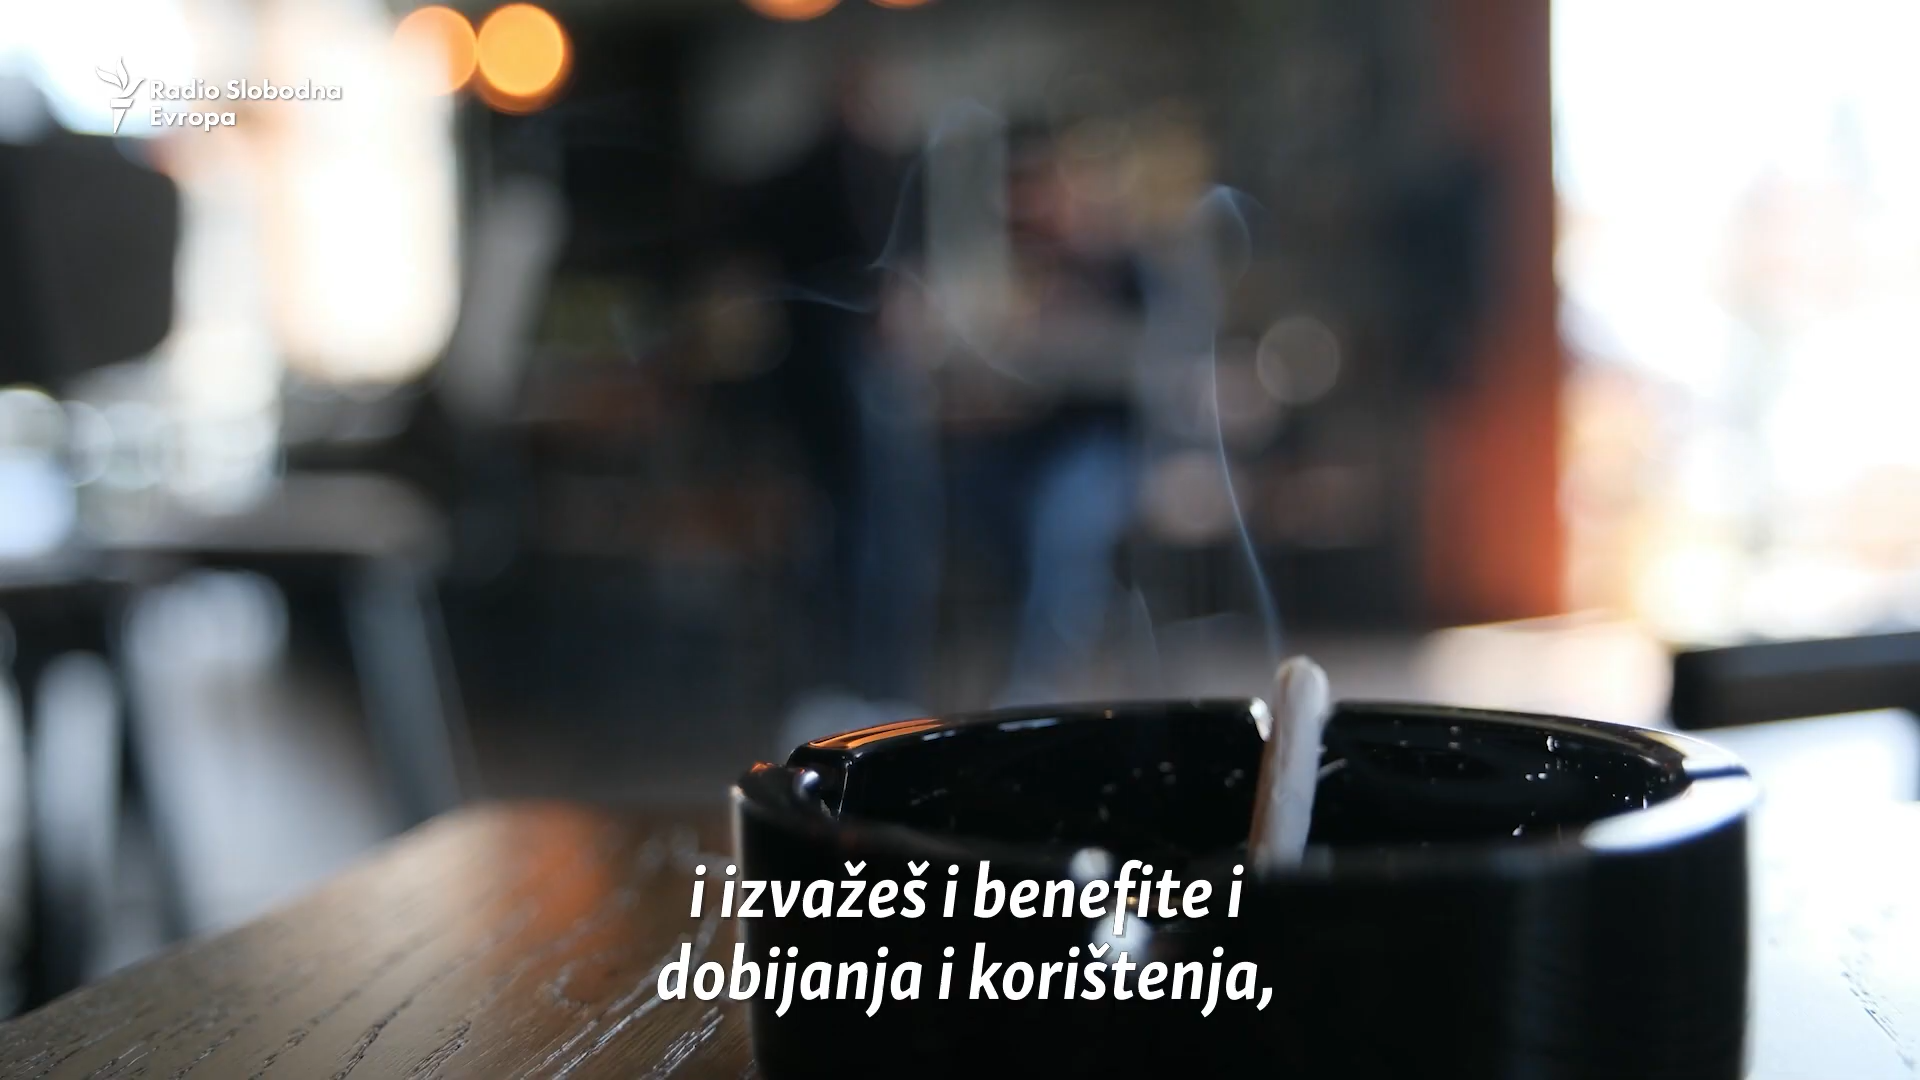 Radio Slobodna
Evropa
i izvažeš i benefite i
dobijanja i korištenja,